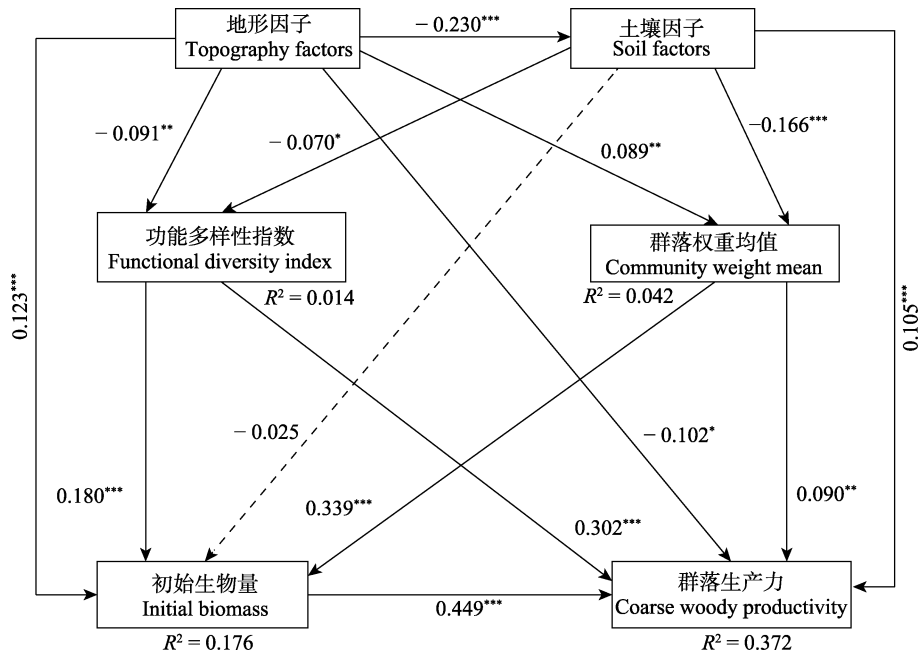 地形因子
Topography factors
− 0.230***
土壤因子
Soil factors
− 0.091**
− 0.070*
0.089**
−0.166***
功能多样性指数
Functional diversity index
R² = 0.014
群落权重均值
Community weight mean
R² = 0.042
0.123***
0.105***
− 0.025
− 0.102*
0.180***
0.339***
0.302***
0.090**
初始生物量
Initial biomass
R² = 0.176
0.449***
群落生产力
Coarse woody productivity
R² = 0.372